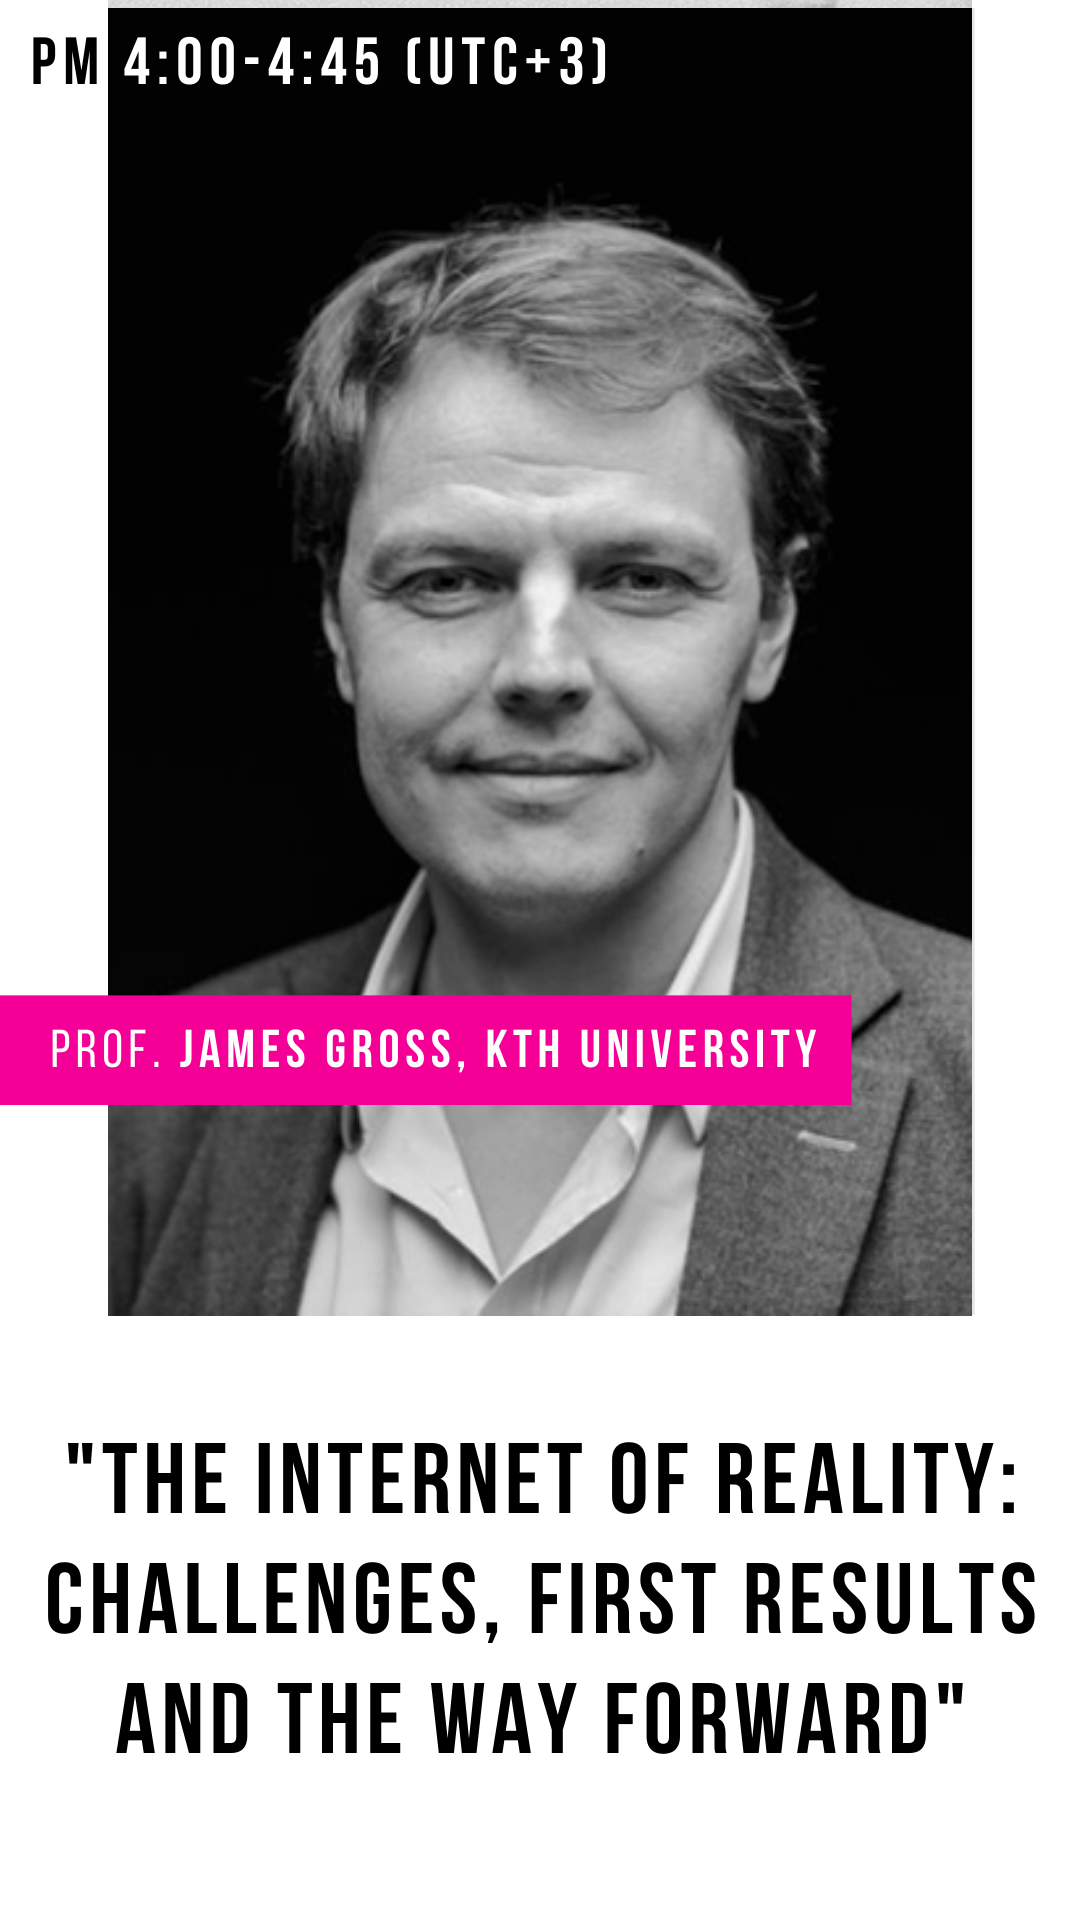 PM 4:00-4:45 (UTC+3)
PROF. JAMES GROSS, KTH UNIVERSITY
"THE INTERNET OF REALITY:
CHALLENGES, FIRST RESULTS
AND THE WAY FORWARD"